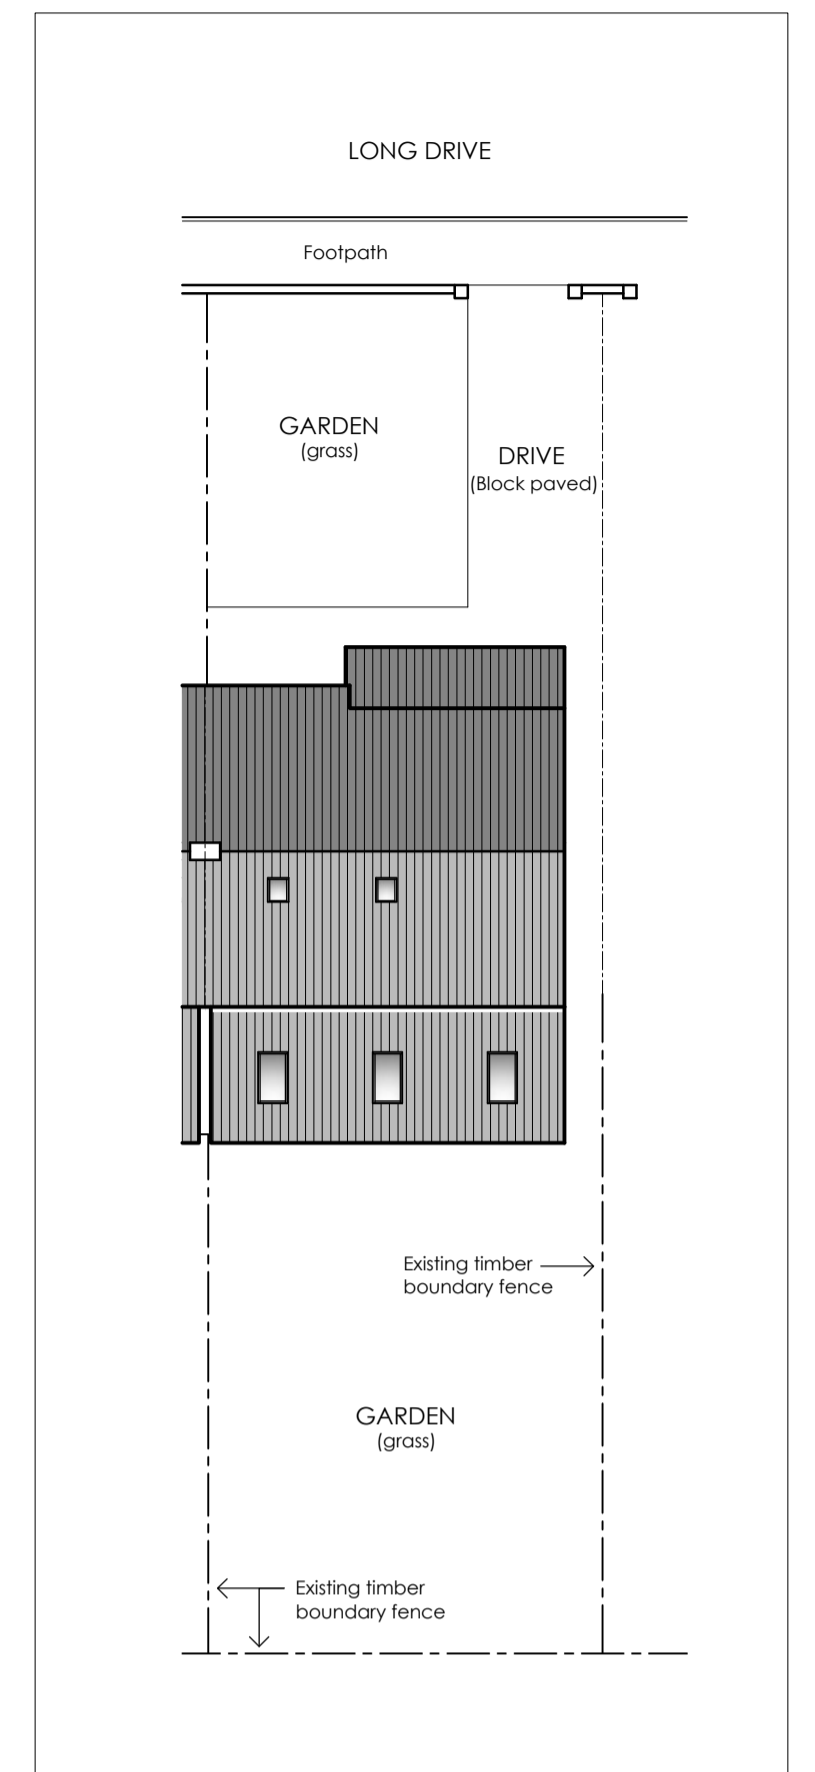 LONG DRIVE
Footpath
GARDEN
(grass)
DRIVE
(Block paved)
Existing timber
boundary fence
GARDEN
(grass)
Existing timber
boundary fence